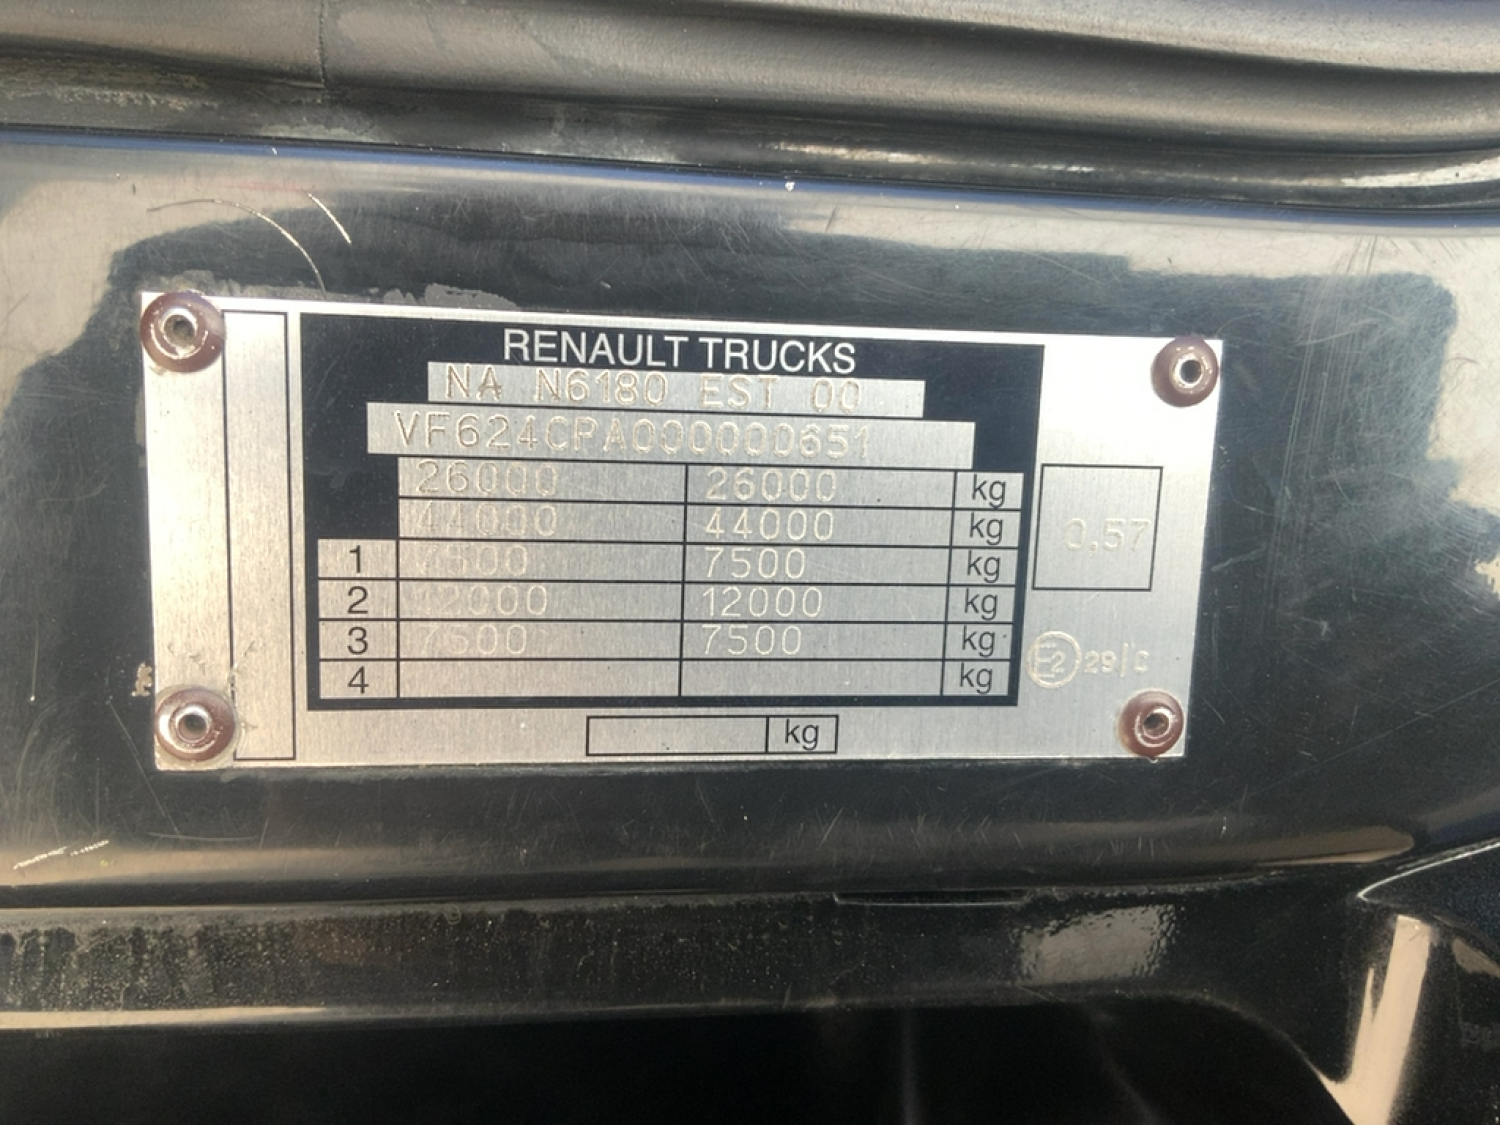 RENAULT TRUCKS
NA N6180 EST 00
VF624CPA000000651
26000 26000 kg
44000 44000 kg
1 7500 7500 kg
2 12000 12000 kg
3 7500 7500 kg
4 kg
kg
0.57
E2 29/C